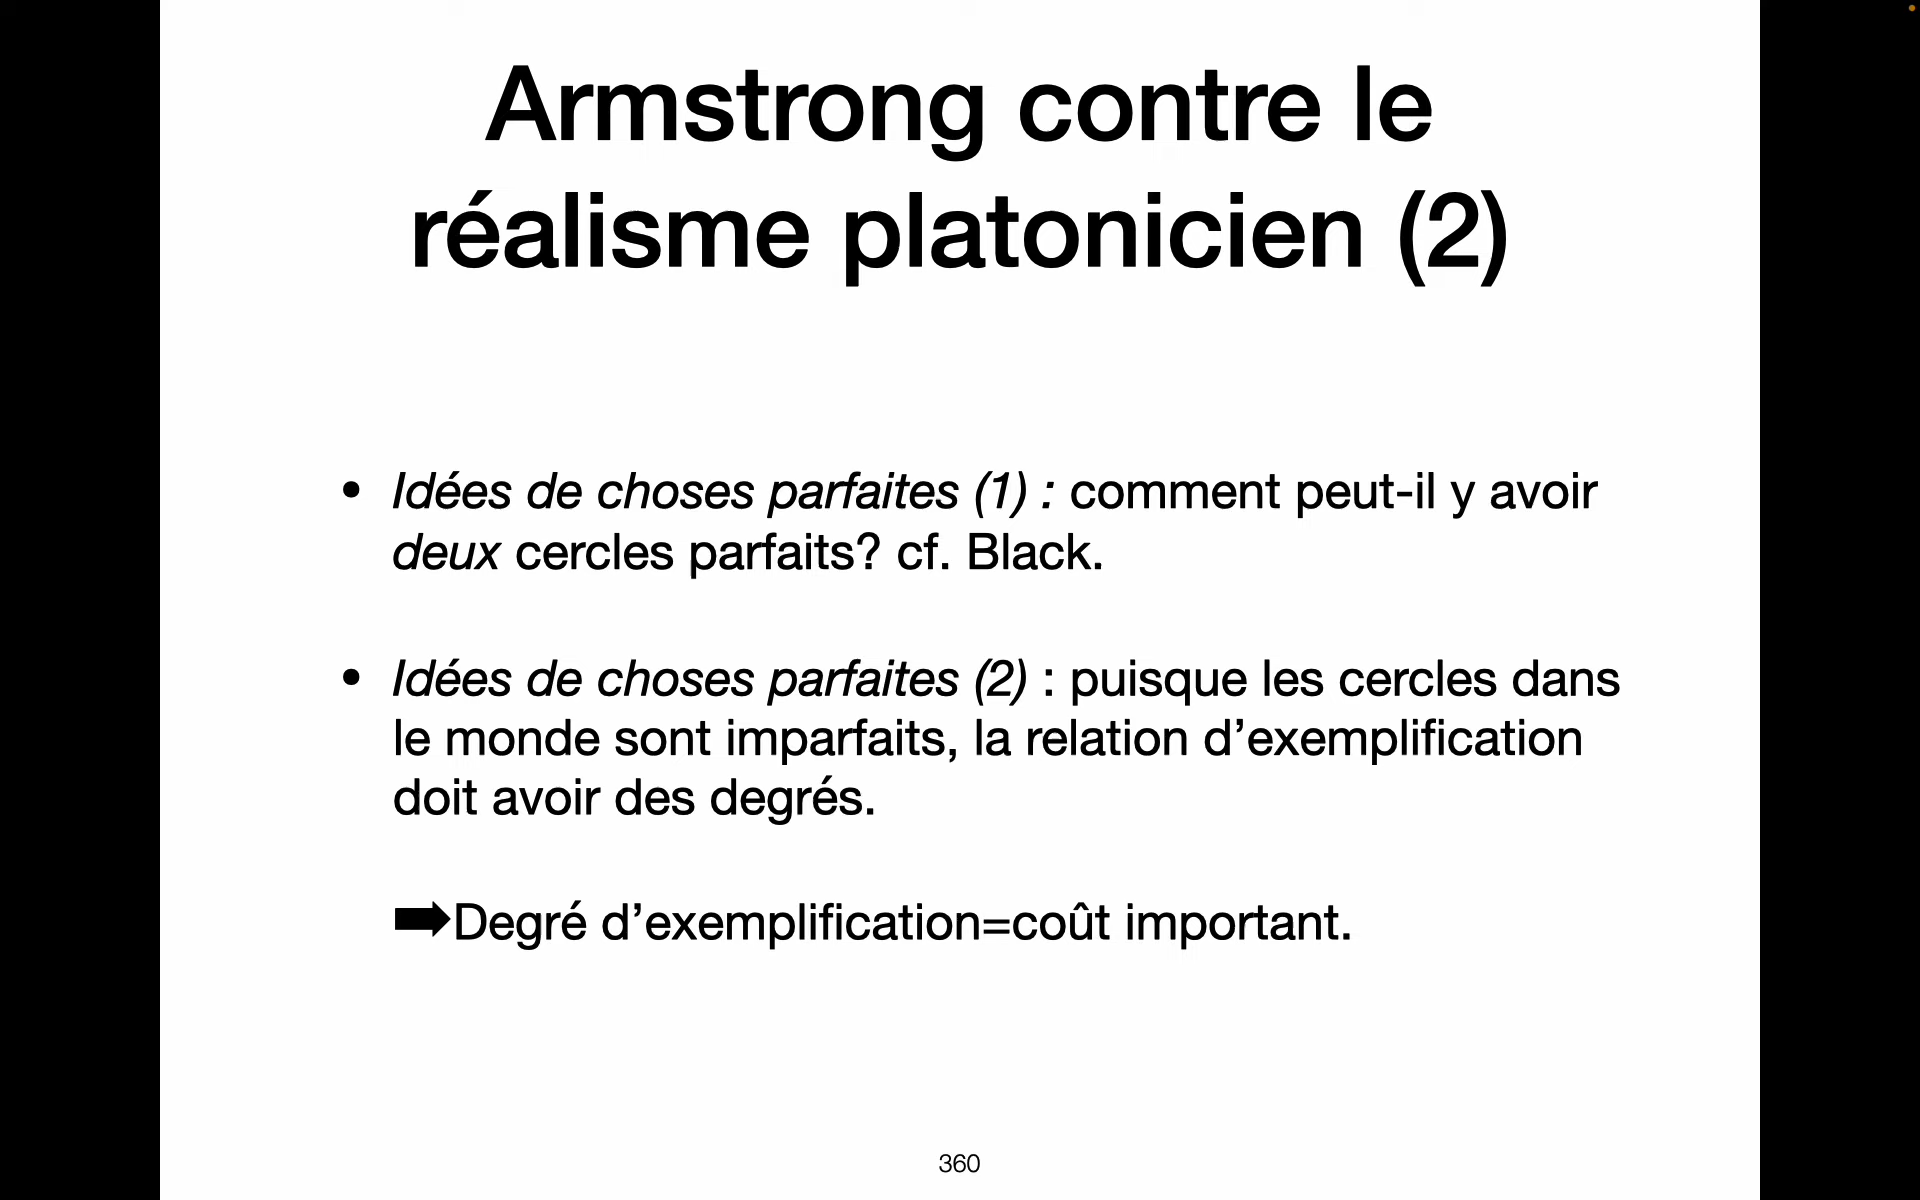 Armstrong contre le
réalisme platonicien (2)
• Idées de choses parfaites (1) : comment peut-il y avoir
deux cercles parfaits? cf. Black.
• Idées de choses parfaites (2) : puisque les cercles dans
le monde sont imparfaits, la relation d’exemplification
doit avoir des degrés.
➡Degré d’exemplification=coût important.
360